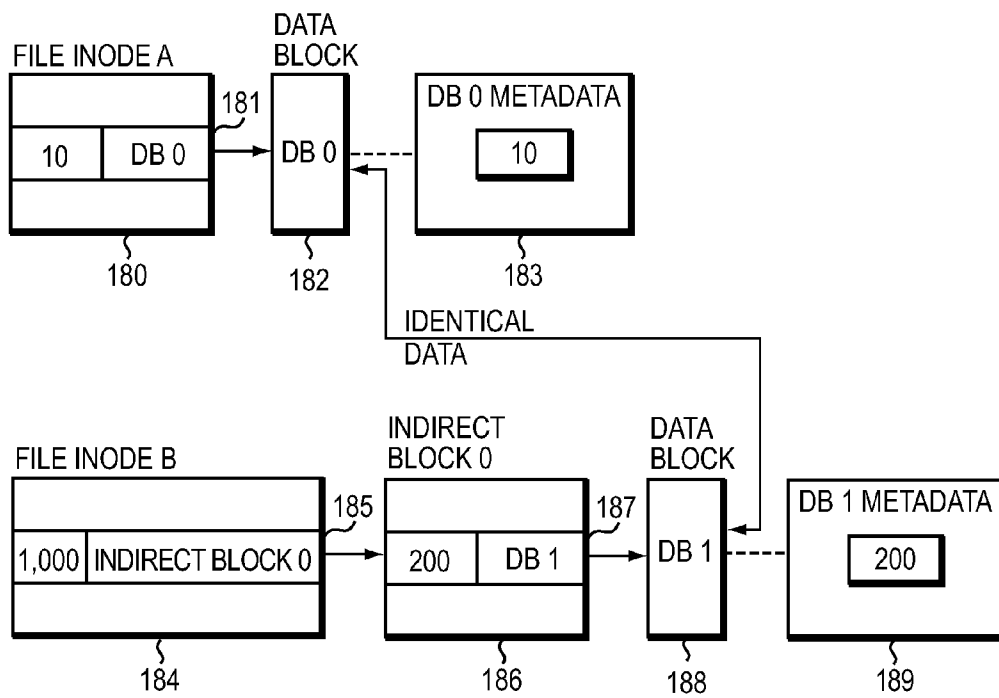 DATA
BLOCK
FILE INODE A
181
10
DB 0
DB 0
DB 0 METADATA
10
180
182
183
IDENTICAL
DATA
FILE INODE B
INDIRECT
BLOCK 0
DATA
BLOCK
185
187
1,000
INDIRECT BLOCK 0
200
DB 1
DB 1
DB 1 METADATA
200
184
186
188
189